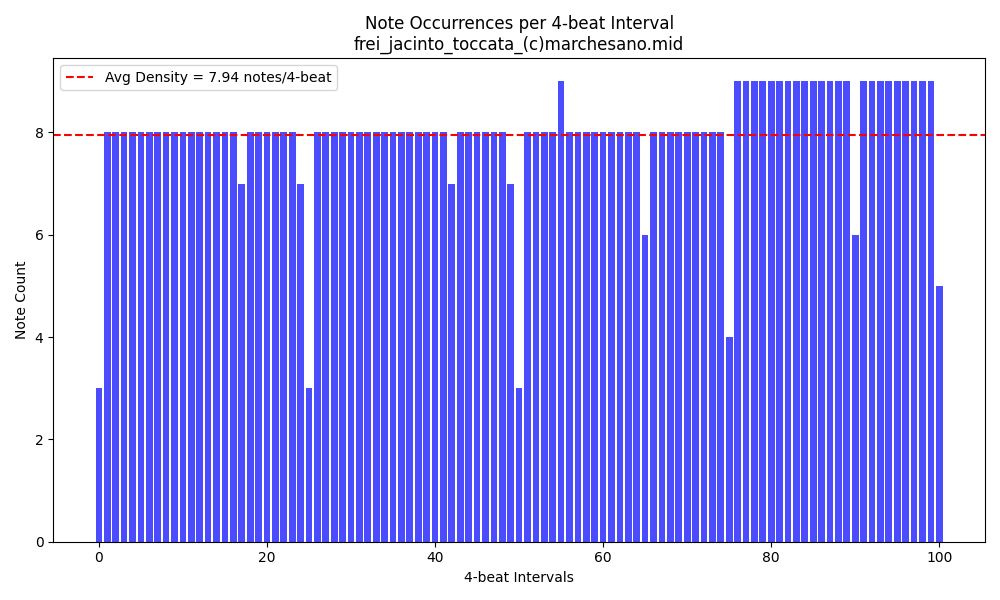 Note Occurrences per 4-beat Interval
frei_jacinto_toccata_(c)marchesano.mid
Avg Density = 7.94 notes/4-beat
Note Count
8
6
4
2
0
0 20 40 60 80 100
4-beat Intervals